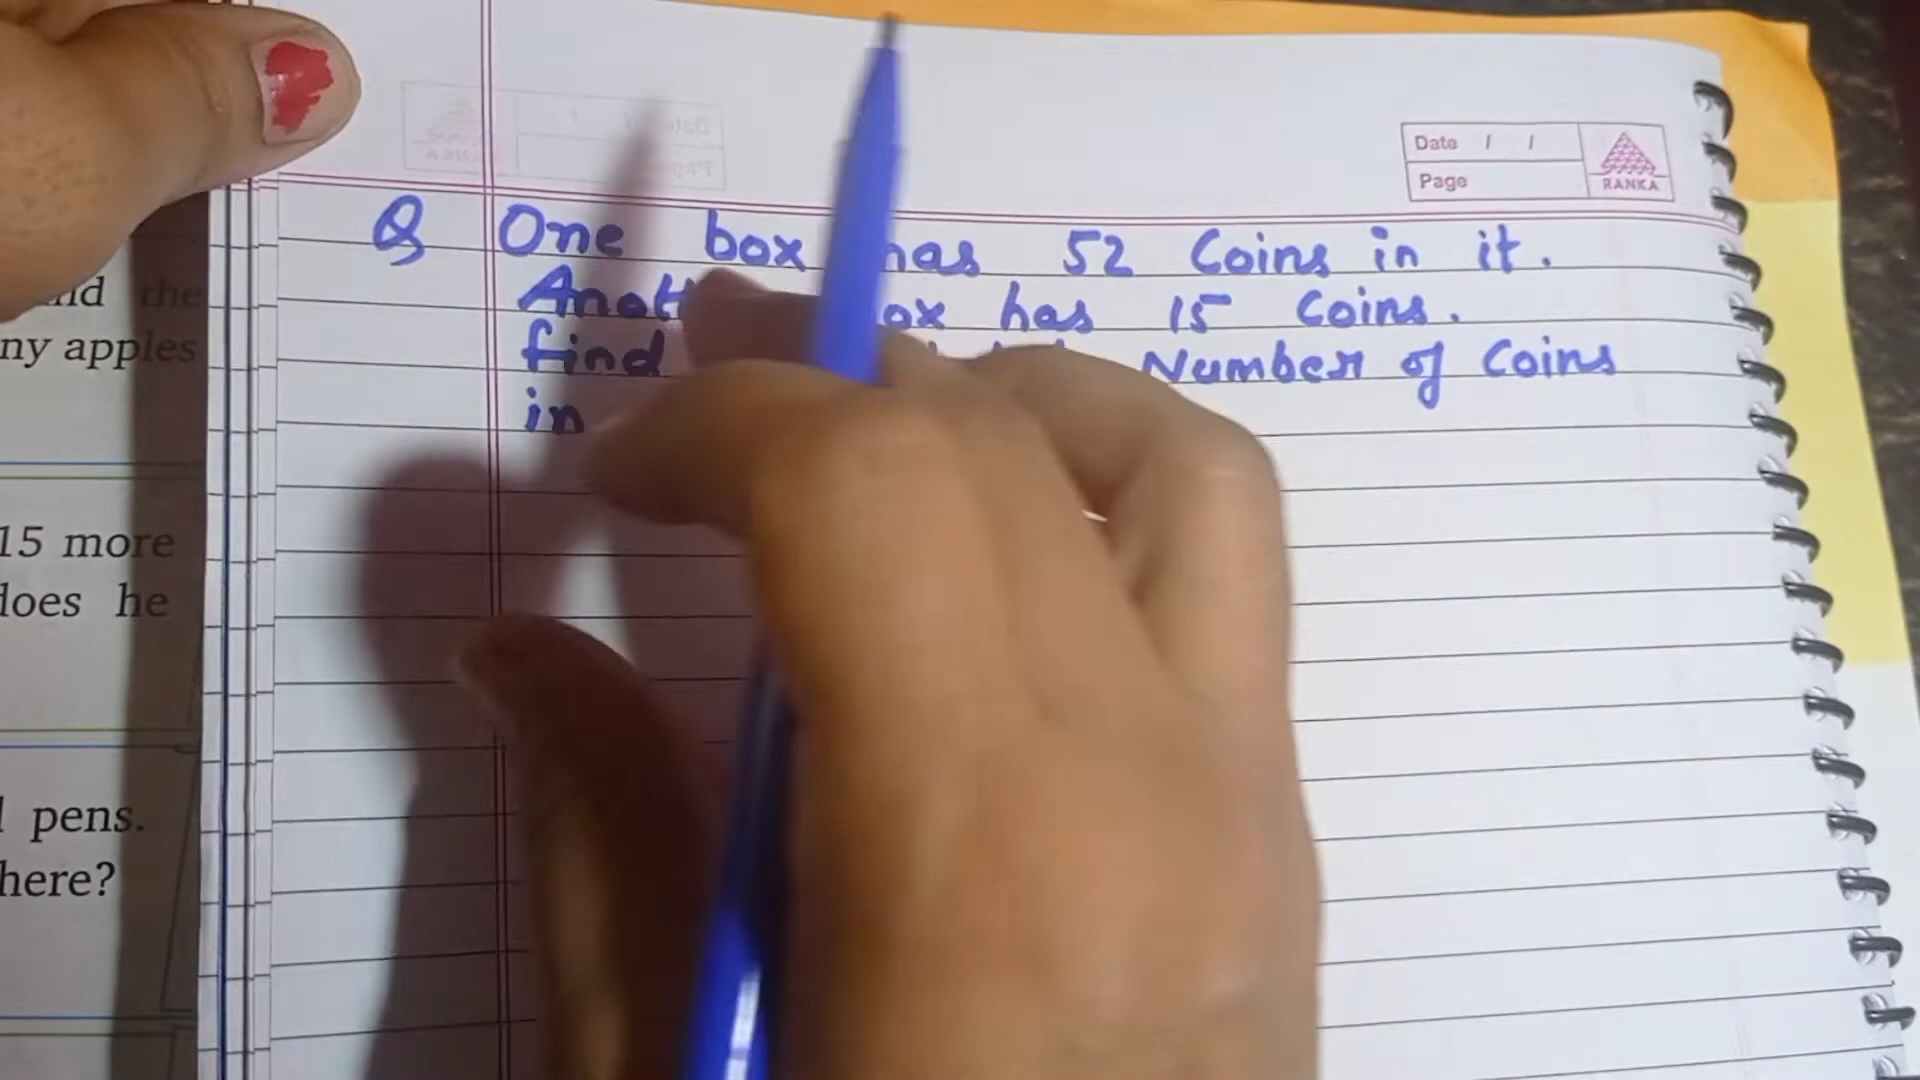 Date / /
Page
RANKA
Q One box has 52 Coins in it.
has 15 Coins.
find Number of Coins
in
the
ny apples
15 more
does he
pens.
here?